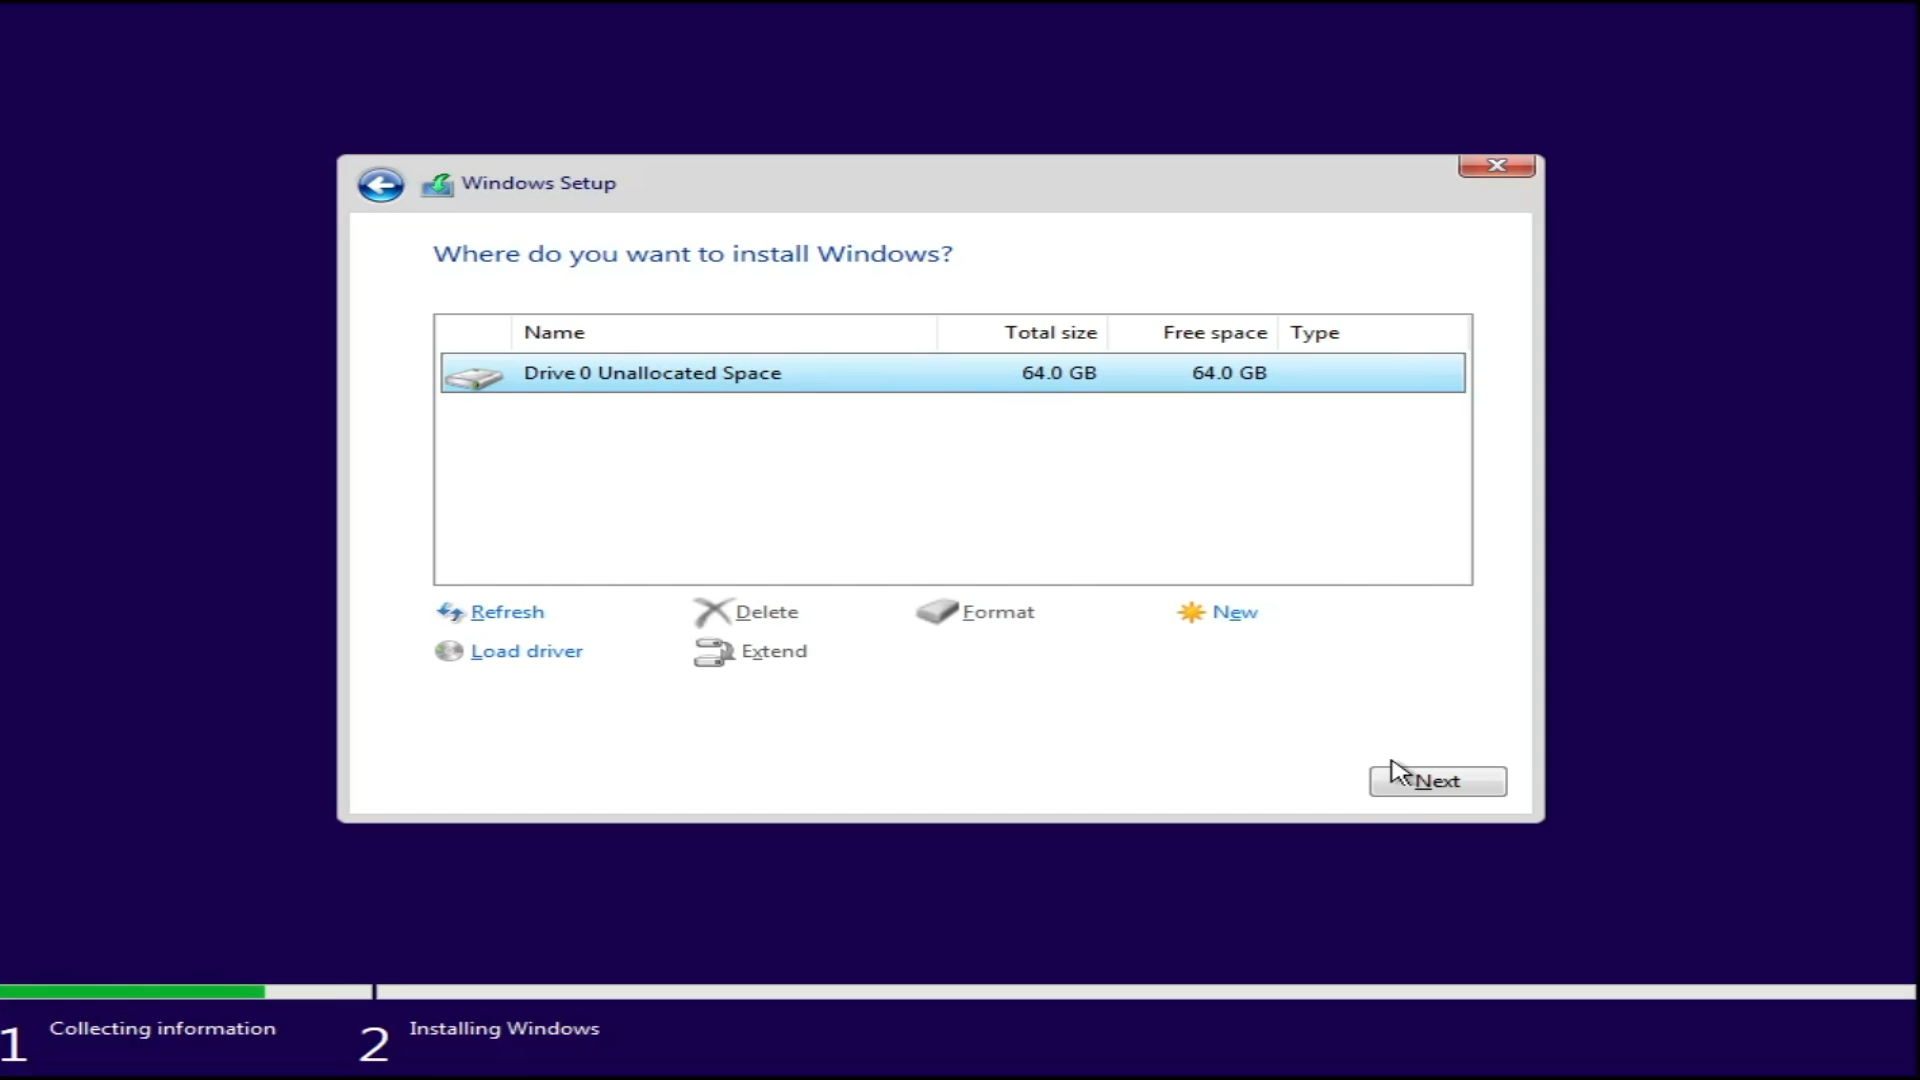 Windows Setup
Where do you want to install Windows?
Name Total size Free space Type
Drive 0 Unallocated Space 64.0 GB 64.0 GB
Refresh Delete Format New
Load driver Extend
Next
1 Collecting information 2 Installing Windows